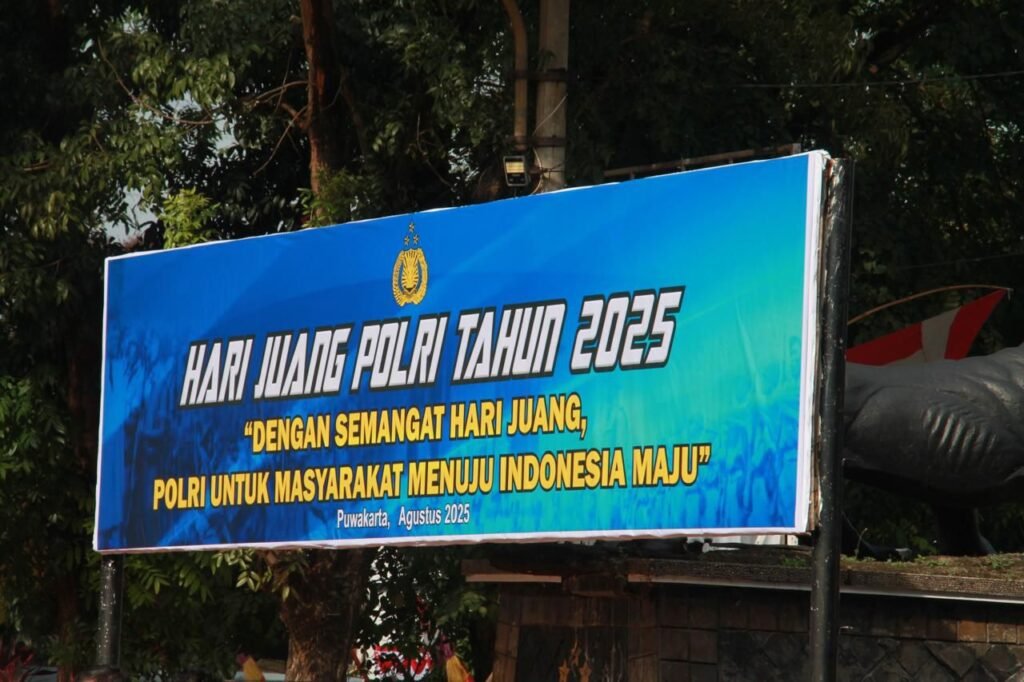 HARI JUANG POLRI TAHUN 2025
“DENGAN SEMANGAT HARI JUANG,
POLRI UNTUK MASYARAKAT MENUJU INDONESIA MAJU”
Puwakarta, Agustus 2025